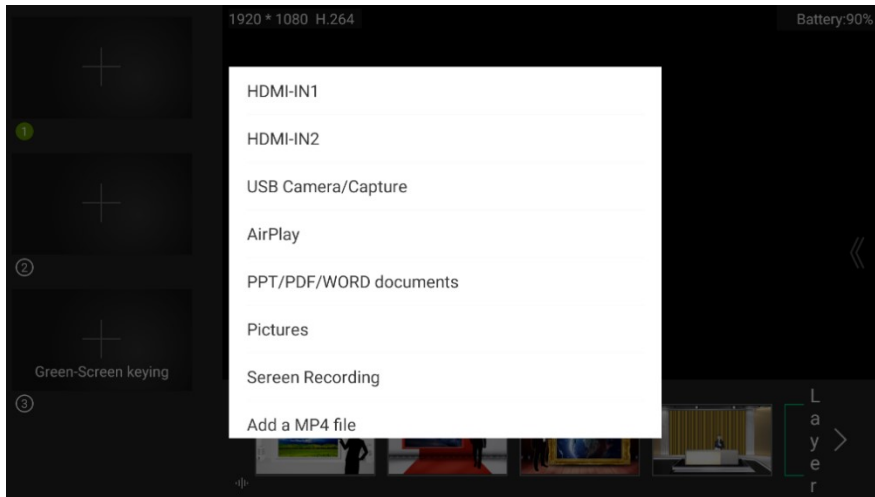 1920 * 1080 H.264
Battery:90%
HDMI-IN1
1
HDMI-IN2
USB Camera/Capture
AirPlay
2
PPT/PDF/WORD documents
Pictures
Green-Screen keying
Sereen Recording
3
Add a MP4 file
Layer